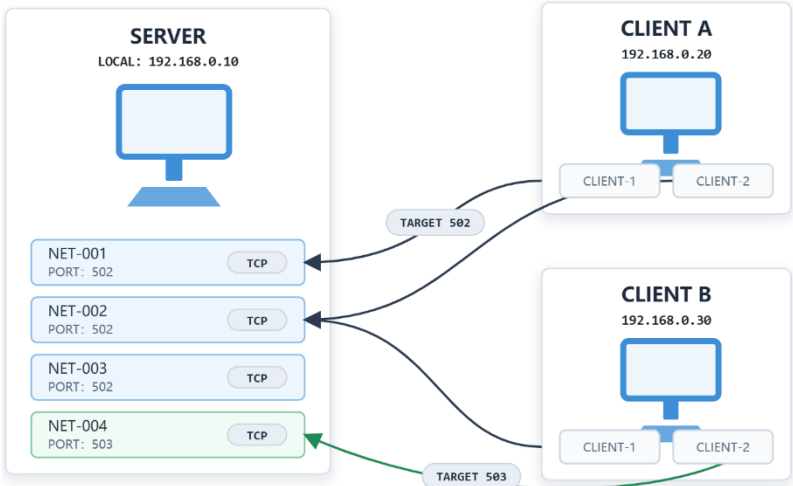 SERVER
LOCAL: 192.168.0.10
NET-001
PORT: 502
TCP
NET-002
PORT: 502
TCP
NET-003
PORT: 502
TCP
NET-004
PORT: 503
TCP
TARGET 502
TARGET 503
CLIENT A
192.168.0.20
CLIENT-1
CLIENT-2
CLIENT B
192.168.0.30
CLIENT-1
CLIENT-2